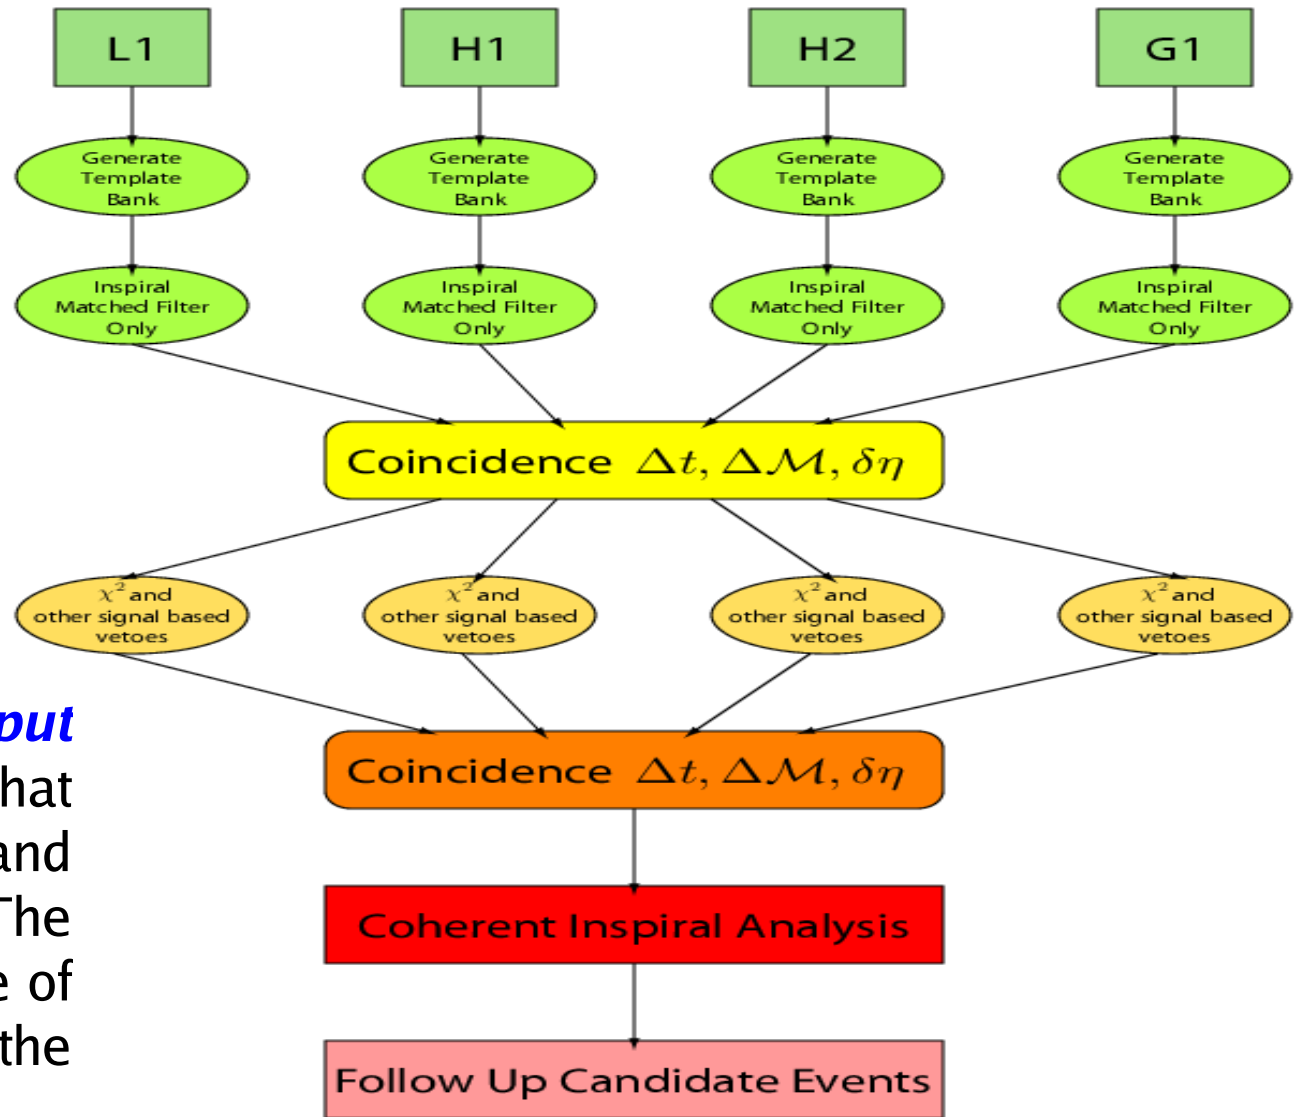 L1
H1
H2
G1
Generate
Template
Bank
Generate
Template
Bank
Generate
Template
Bank
Generate
Template
Bank
Inspiral
Matched Filter
Only
Inspiral
Matched Filter
Only
Inspiral
Matched Filter
Only
Inspiral
Matched Filter
Only
Coincidence Δt, Δℳ, δη
χ² and
other signal based
vetoes
χ² and
other signal based
vetoes
χ² and
other signal based
vetoes
χ² and
other signal based
vetoes
Coincidence Δt, Δℳ, δη
Coherent Inspiral Analysis
Follow Up Candidate Events
put
hat
and
The
e of
the